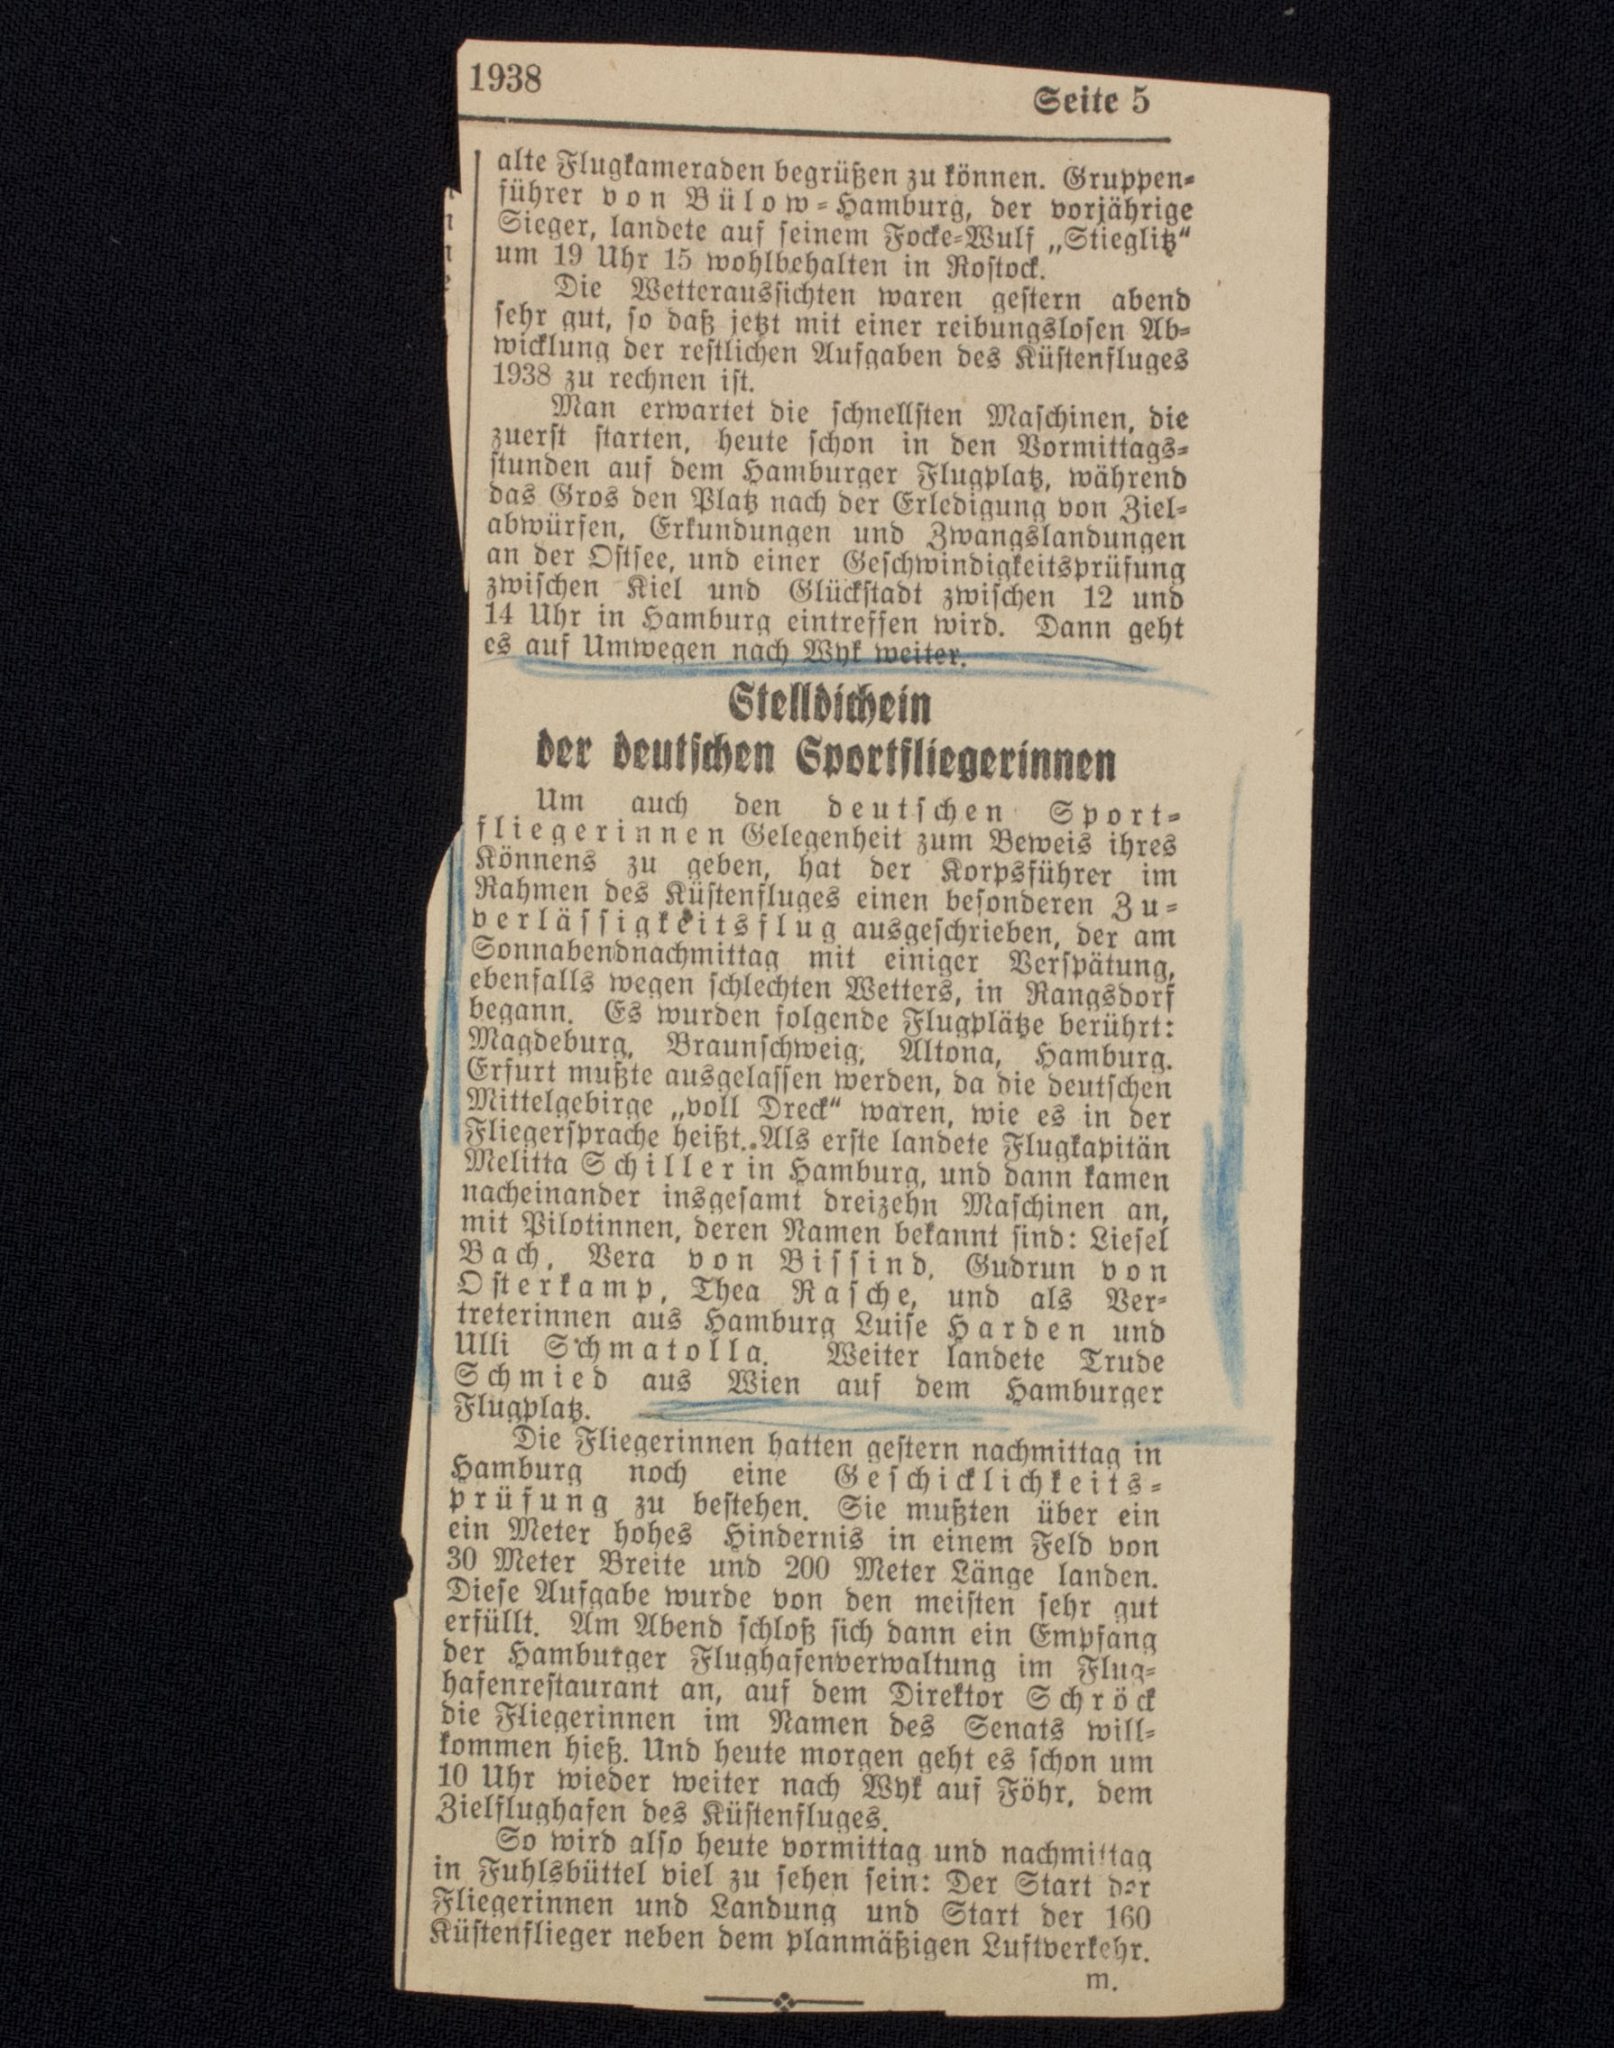 1938
Seite 5
alte Flugkameraden begrüßen zu können. Gruppen-
führer von Bülow-Hamburg, der vorjährige
Sieger, landete auf seinem Focke-Wulf „Stieglitz“
um 19 Uhr 15 wohlbehalten in Rostock.
Die Wetteraussichten waren gestern abend
sehr gut, so daß jetzt mit einer reibungslosen Ab-
wicklung der restlichen Aufgaben des Küstenfluges
1938 zu rechnen ist.
Man erwartet die schnellsten Maschinen, die
zuerst starten, heute schon in den Vormittags-
stunden auf dem Hamburger Flugplatz, während
das Gros den Platz nach der Erledigung von Ziel-
abwürfen, Erkundungen und Zwangslandungen
an der Ostsee, und einer Geschwindigkeitsprüfung
zwischen Kiel und Glückstadt zwischen 12 und
14 Uhr in Hamburg eintreffen wird. Dann geht
es auf Umwegen nach Wyk weiter.
Stelldichein
der deutschen Sportfliegerinnen
Um auch den deutschen Sport-
fliegerinnen Gelegenheit zum Beweis ihres
Könnens zu geben, hat der Korpsführer im
Rahmen des Küstenfluges einen besonderen Zu-
verlässigkeitsflug ausgeschrieben, der am
Sonnabendnachmittag mit einiger Verspätung,
ebenfalls wegen schlechten Wetters, in Rangsdorf
begann. Es wurden folgende Flugplätze berührt:
Magdeburg, Braunschweig, Altona, Hamburg.
Erfurt mußte ausgelassen werden, da die deutschen
Mittelgebirge „voll Dreck“ waren, wie es in der
Fliegersprache heißt. Als erste landete Flugkapitän
Melitta Schiller in Hamburg, und dann kamen
nacheinander insgesamt dreizehn Maschinen an,
mit Pilotinnen, deren Namen bekannt sind: Liesel
Bach, Vera von Bissind, Gudrun von
Osterkamp, Thea Rasche, und als Ver-
treterinnen aus Hamburg Luise Harden und
Ulli Schmatolla. Weiter landete Trude
Schmied aus Wien auf dem Hamburger
Flugplatz.
Die Fliegerinnen hatten gestern nachmittag in
Hamburg noch eine Geschicklichkeits-
prüfung zu bestehen. Sie mußten über ein
ein Meter hohes Hindernis in einem Feld von
30 Meter Breite und 200 Meter Länge landen.
Diese Aufgabe wurde von den meisten sehr gut
erfüllt. Am Abend schloß sich dann ein Empfang
der Hamburger Flughafenverwaltung im Flug-
hafenrestaurant an, auf dem Direktor Schröck
die Fliegerinnen im Namen des Senats will-
kommen hieß. Und heute morgen geht es schon um
10 Uhr wieder weiter nach Wyk auf Föhr, dem
Zielflughafen des Küstenfluges.
So wird also heute vormittag und nachmittag
in Fuhlsbüttel viel zu sehen sein: Der Start der
Fliegerinnen und Landung und Start der 160
Küstenflieger neben dem planmäßigen Luftverkehr.
m.